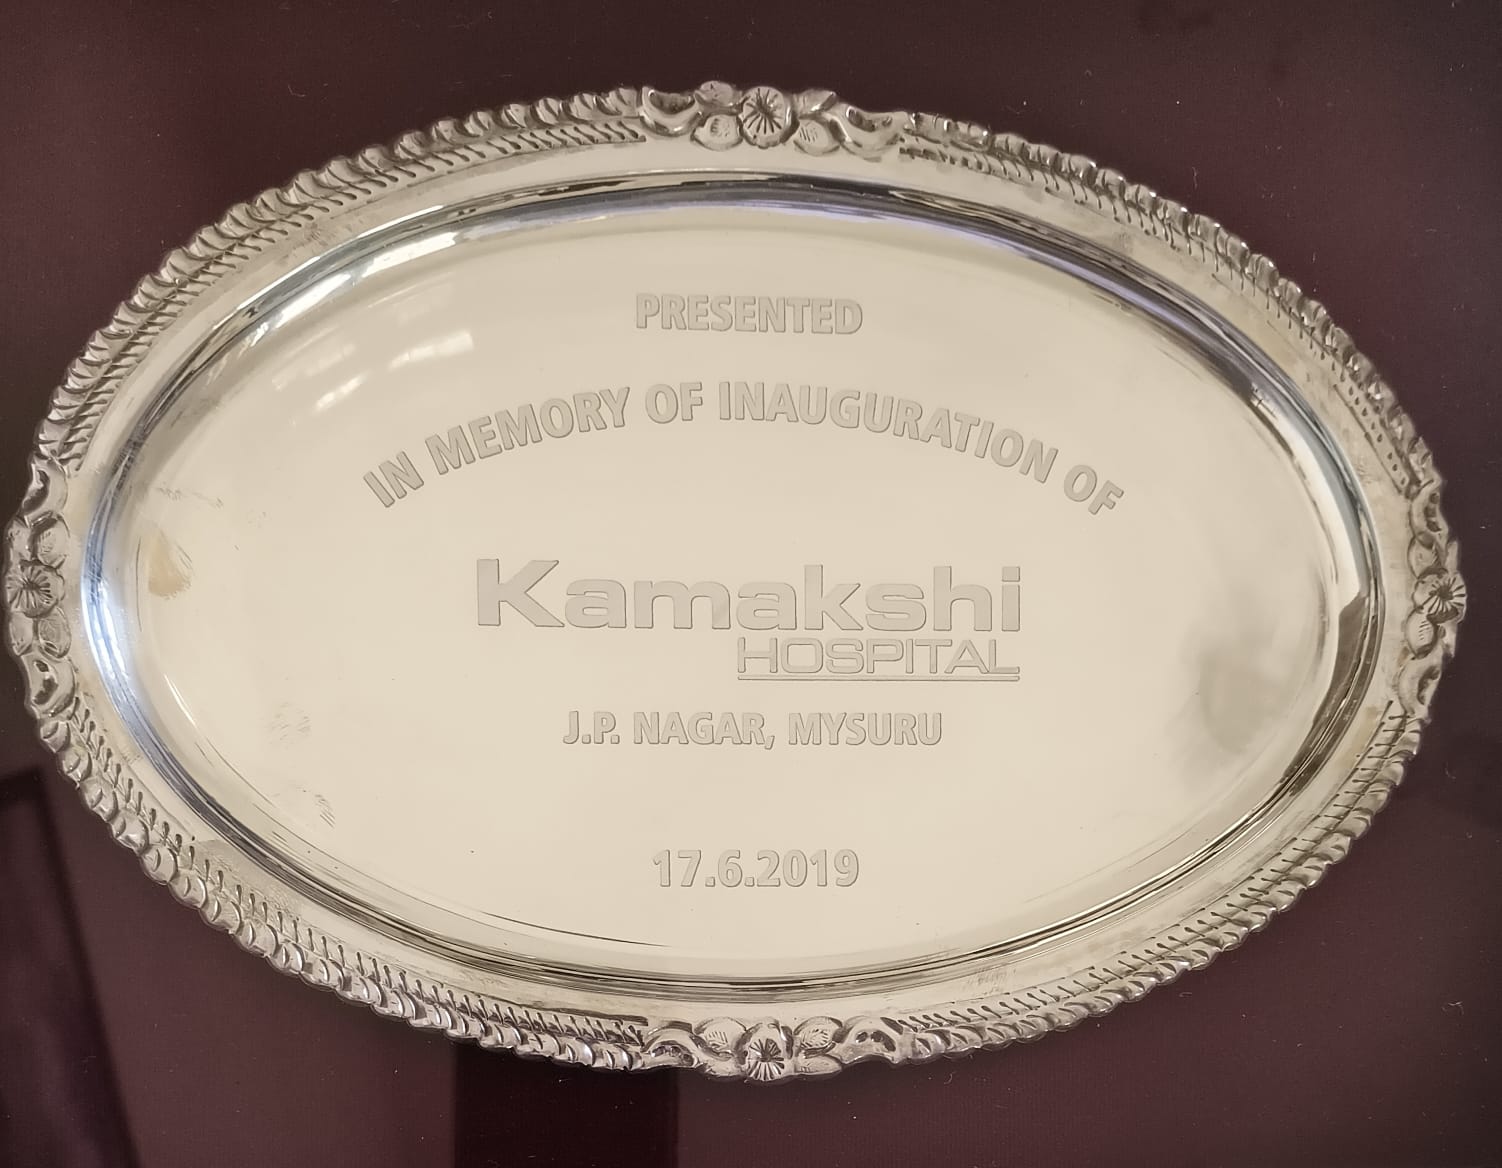 PRESENTED
IN MEMORY OF INAUGURATION OF
Kamakshi
HOSPITAL
J.P. NAGAR, MYSURU
17.6.2019